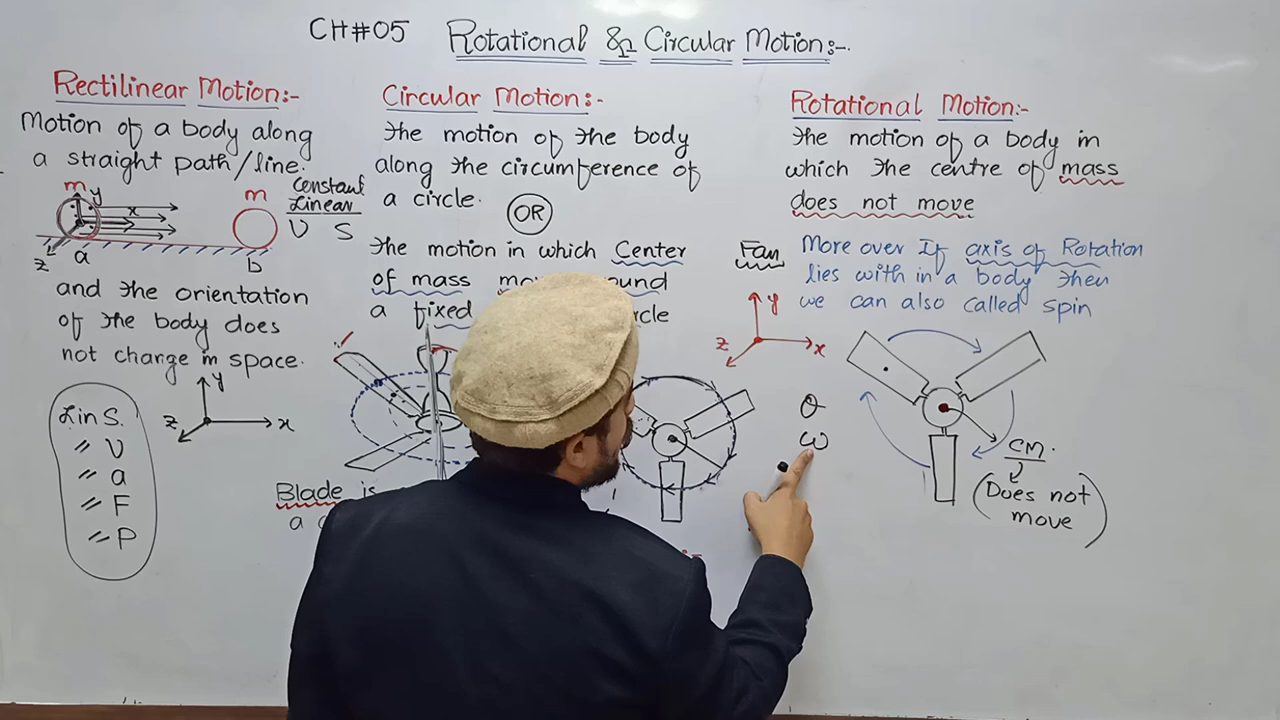 CH#05 Rotational & Circular Motion:-.
Rectilinear Motion:-
Motion of a body along
a straight path/line.
m y x
m
Constant
Linear
υ S
z a b
and the orientation
of the body does
not change in space.
y
z x
Lin S.
〃 υ
〃 a
〃 F
〃 P
Circular Motion:-
The motion of the body
along the circumference of
a circle.
OR
The motion in which Center
of mass
a fixed
Blade is
a
Rotational Motion:-
The motion of a body in
which the centre of mass
does not move
Fan
More over If axis of Rotation
lies with in a body then
we can also called spin
y
z x
θ
ω
CM.
(Does not
move)